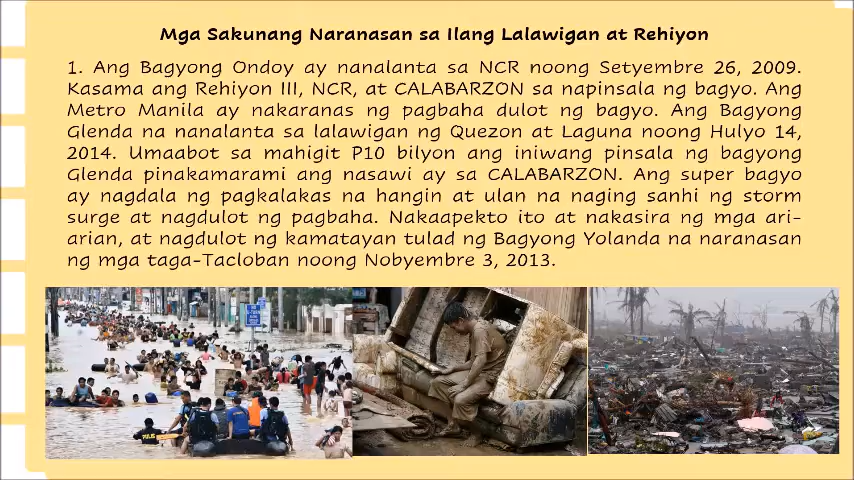 Mga Sakunang Naranasan sa Ilang Lalawigan at Rehiyon
1. Ang Bagyong Ondoy ay nanalanta sa NCR noong Setyembre 26, 2009.
Kasama ang Rehiyon III, NCR, at CALABARZON sa napinsala ng bagyo. Ang
Metro Manila ay nakaranas ng pagbaha dulot ng bagyo. Ang Bagyong
Glenda na nanalanta sa lalawigan ng Quezon at Laguna noong Hulyo 14,
2014. Umaabot sa mahigit P10 bilyon ang iniwang pinsala ng bagyong
Glenda pinakamarami ang nasawi ay sa CALABARZON. Ang super bagyo
ay nagdala ng pagkalakas na hangin at ulan na naging sanhi ng storm
surge at nagdulot ng pagbaha. Nakaapekto ito at nakasira ng mga ari-
arian, at nagdulot ng kamatayan tulad ng Bagyong Yolanda na naranasan
ng mga taga-Tacloban noong Nobyembre 3, 2013.